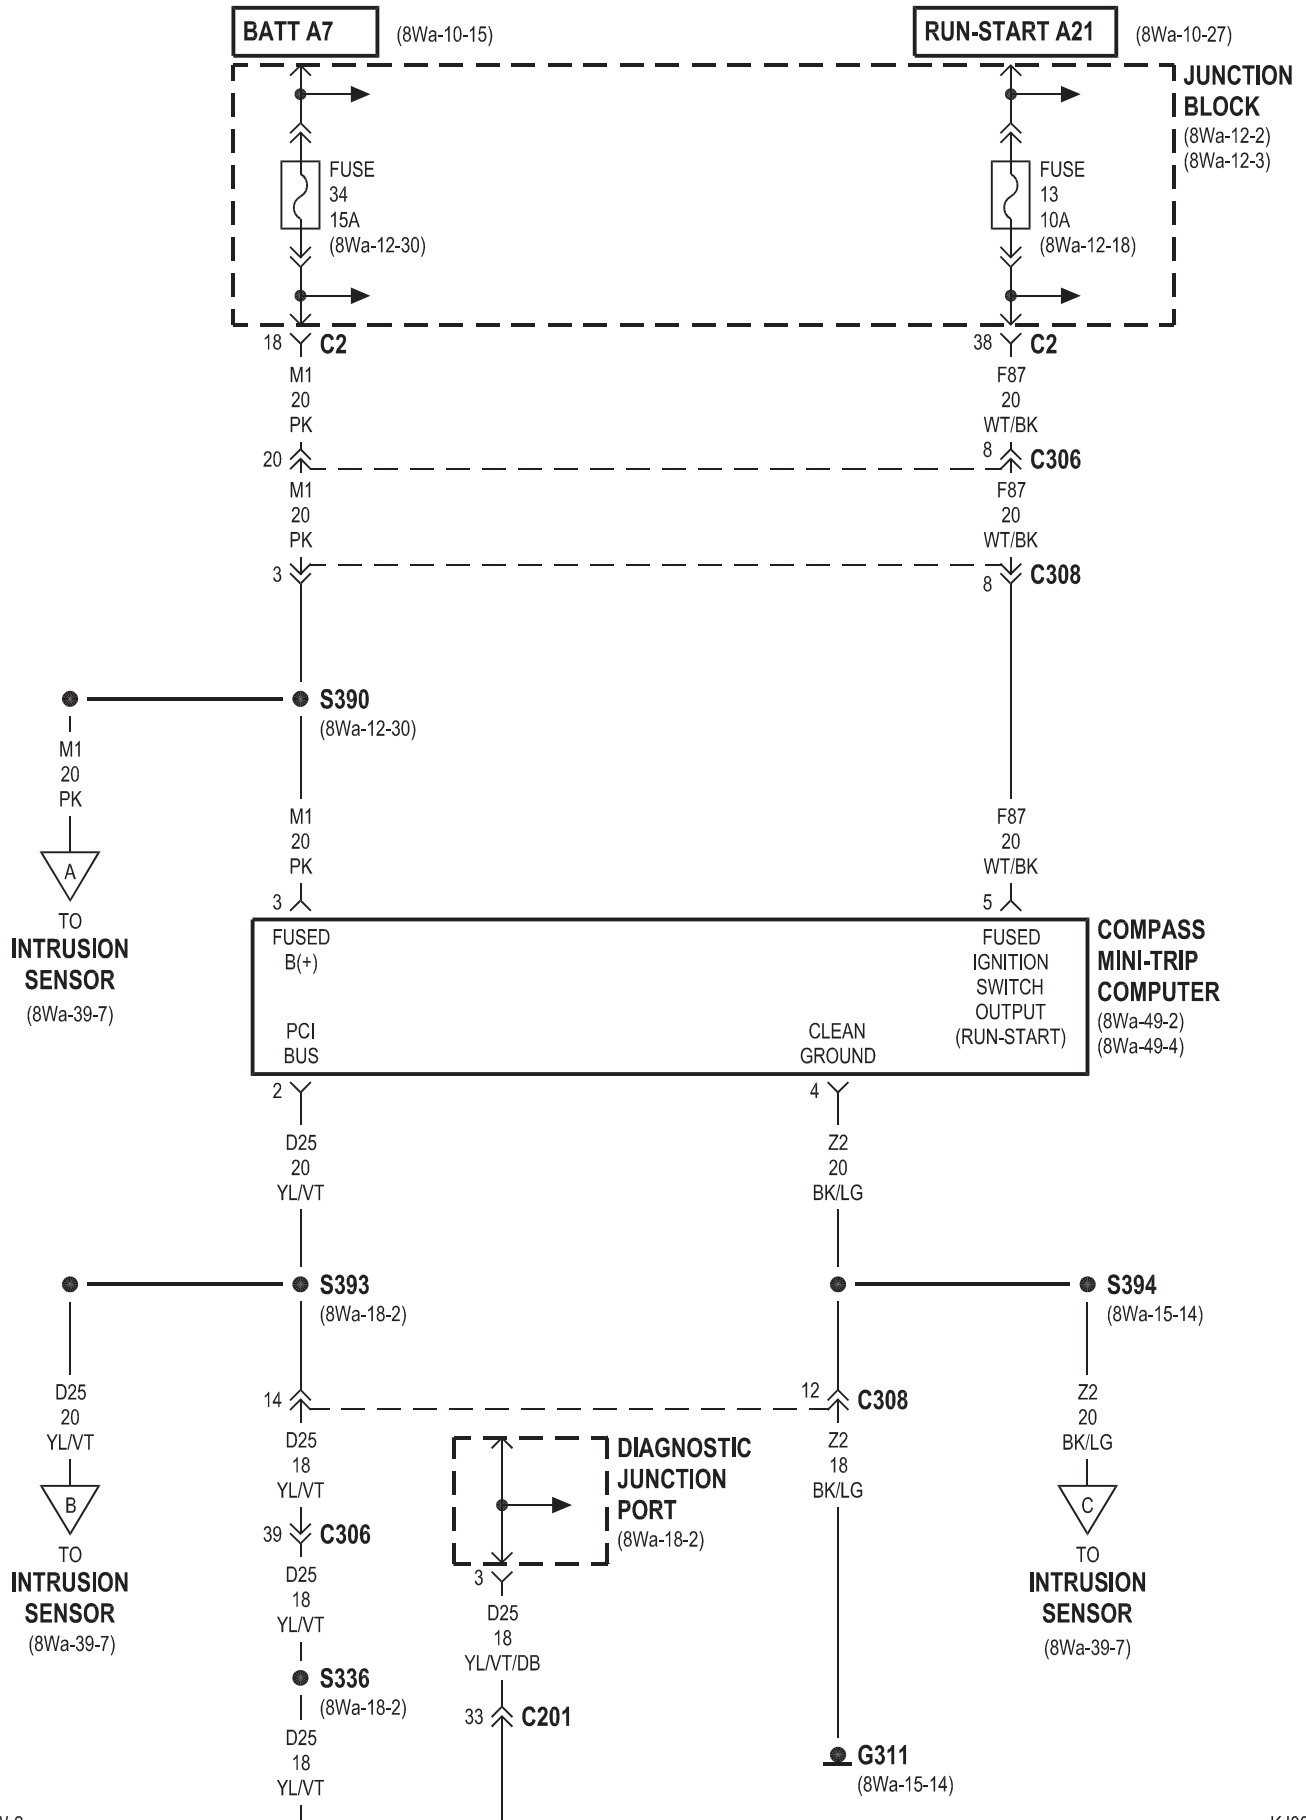 BATT A7 (8Wa-10-15)
RUN-START A21 (8Wa-10-27)
JUNCTION
BLOCK
(8Wa-12-2)
(8Wa-12-3)
FUSE
34
15A
(8Wa-12-30)
FUSE
13
10A
(8Wa-12-18)
18 C2
38 C2
M1
20
PK
F87
20
WT/BK
20
8 C306
M1
20
PK
F87
20
WT/BK
3
8 C308
S390
(8Wa-12-30)
M1
20
PK
A
TO
INTRUSION
SENSOR
(8Wa-39-7)
M1
20
PK
F87
20
WT/BK
3
5
FUSED
B(+)
FUSED
IGNITION
SWITCH
OUTPUT
(RUN-START)
PCI
BUS
CLEAN
GROUND
COMPASS
MINI-TRIP
COMPUTER
(8Wa-49-2)
(8Wa-49-4)
2
4
D25
20
YL/VT
Z2
20
BK/LG
S393
(8Wa-18-2)
S394
(8Wa-15-14)
D25
20
YL/VT
B
TO
INTRUSION
SENSOR
(8Wa-39-7)
14
12 C308
D25
18
YL/VT
39 C306
D25
18
YL/VT
S336
(8Wa-18-2)
D25
18
YL/VT
DIAGNOSTIC
JUNCTION
PORT
(8Wa-18-2)
3
D25
18
YL/VT/DB
33 C201
Z2
18
BK/LG
G311
(8Wa-15-14)
Z2
20
BK/LG
C
TO
INTRUSION
SENSOR
(8Wa-39-7)